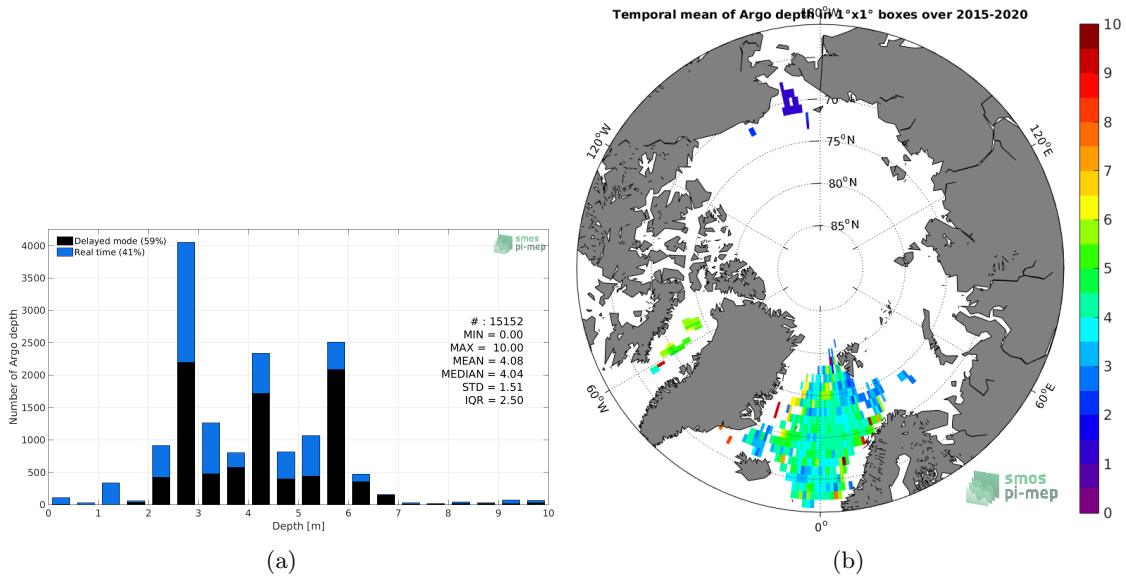 Delayed mode (59%)
Real time (41%)
smos
pi-mep
# : 15152
MIN = 0.00
MAX = 10.00
MEAN = 4.08
MEDIAN = 4.04
STD = 1.51
IQR = 2.50
Number of Argo depth
4000
3500
3000
2500
2000
1500
1000
500
0
0 1 2 3 4 5 6 7 8 9 10
Depth [m]
(a)
Temporal mean of Argo depth in 1°x1° boxes over 2015-2020
180°W
120°W
120°E
70°N
75°N
80°N
85°N
60°W
60°E
0°
smos
pi-mep
10
9
8
7
6
5
4
3
2
1
0
(b)